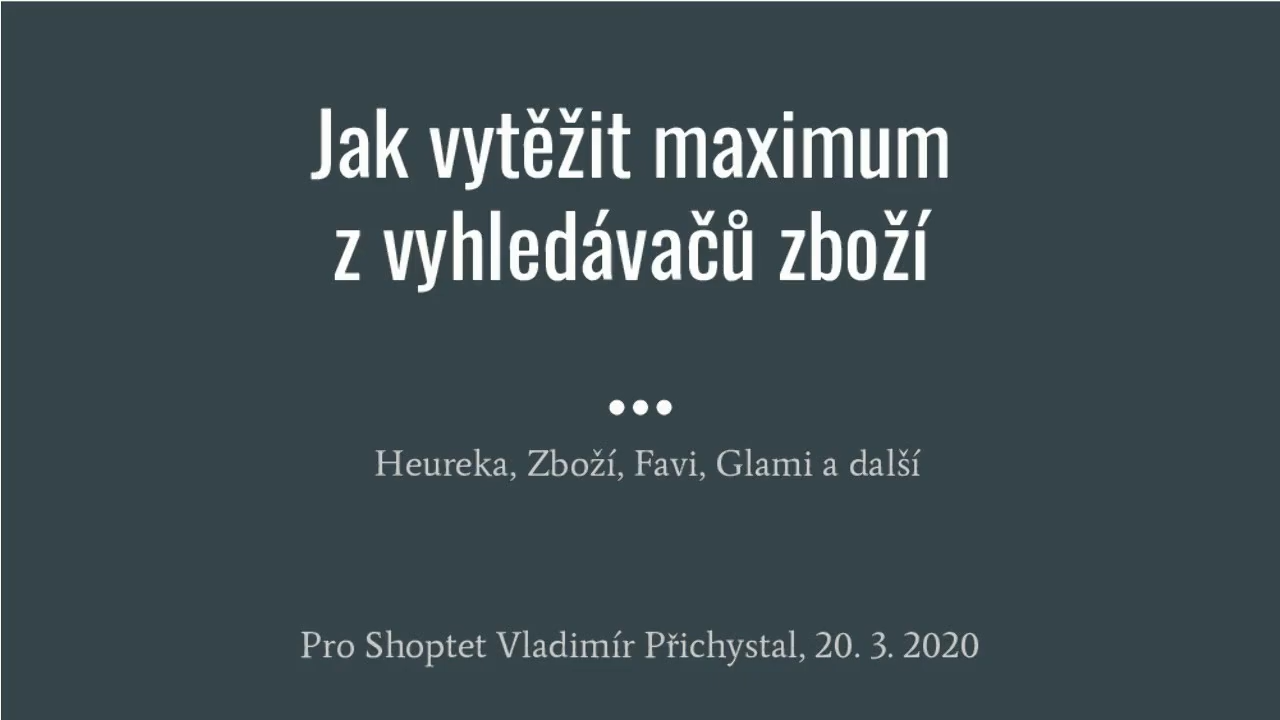 Jak vytěžit maximum
z vyhledávačů zboží
Heureka, Zboží, Favi, Glami a další
Pro Shoptet Vladimír Přichystal, 20. 3. 2020